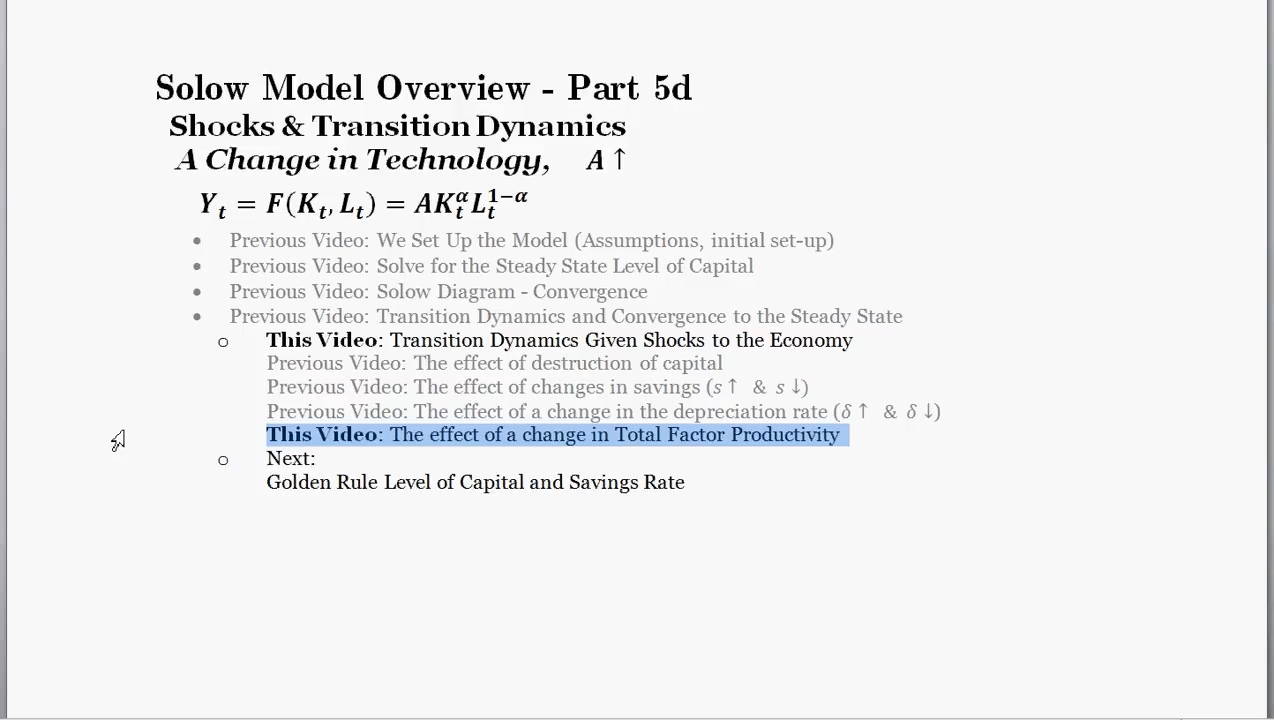 Solow Model Overview - Part 5d
Shocks & Transition Dynamics
A Change in Technology, A ↑
Yₜ = F(Kₜ, Lₜ) = AKₜ^α Lₜ^1−α
• Previous Video: We Set Up the Model (Assumptions, initial set-up)
• Previous Video: Solve for the Steady State Level of Capital
• Previous Video: Solow Diagram - Convergence
• Previous Video: Transition Dynamics and Convergence to the Steady State
o This Video: Transition Dynamics Given Shocks to the Economy
Previous Video: The effect of destruction of capital
Previous Video: The effect of changes in savings (s ↑ & s ↓)
Previous Video: The effect of a change in the depreciation rate (δ ↑ & δ ↓)
This Video: The effect of a change in Total Factor Productivity
o Next:
Golden Rule Level of Capital and Savings Rate